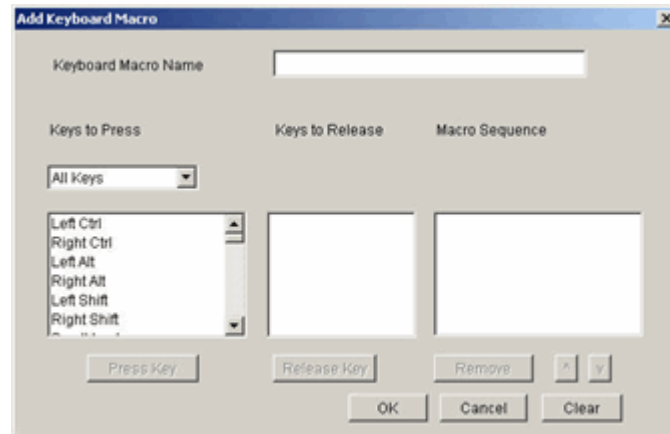 Add Keyboard Macro
Keyboard Macro Name
Keys to Press
Keys to Release
Macro Sequence
All Keys
Left Ctrl
Right Ctrl
Left Alt
Right Alt
Left Shift
Right Shift
Press Key
Release Key
Remove
^
v
OK
Cancel
Clear